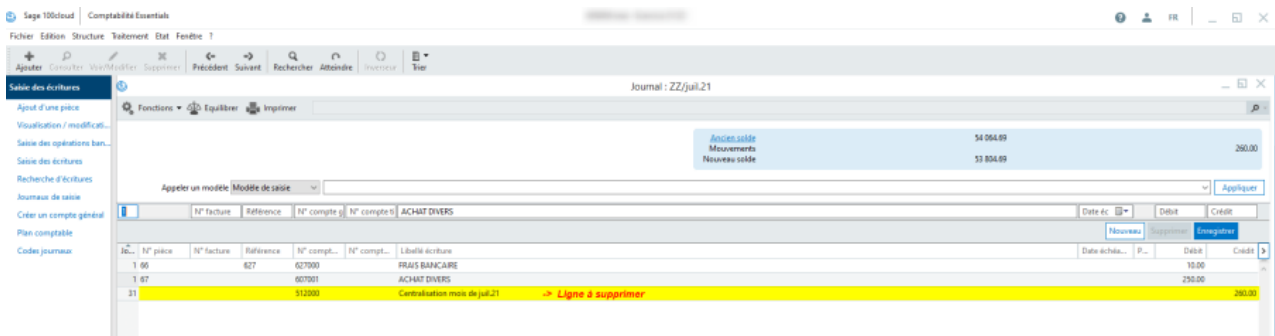 Sage 100cloud Comptabilité Essentials FR
Fichier Edition Structure Traitement Etat Fenêtre ?
Ajouter Consulter Voir/Modifier Supprimer Précédent Suivant Rechercher Atteindre Inverseur Trier
Saisie des écritures
Journal : ZZ/juil.21
Ajout d'une pièce
Fonctions Equilibrer Imprimer
Visualisation / modificati...
Saisie des opérations ban...
Saisie des écritures
Recherche d'écritures
Journaux de saisie
Créer un compte général
Plan comptable
Codes journaux
Ancien solde 54 064.69
Mouvements 260.00
Nouveau solde 53 804.69
Appeler un modèle Modèle de saisie Appliquer
N° facture Référence N° compte g N° compte ti ACHAT DIVERS Date éc Débit Crédit
Nouveau Supprimer Enregistrer
Jo... N° pièce N° facture Référence N° compt... N° compt... Libellé écriture Date échéa... P... Débit Crédit
1 66 627 627000 FRAIS BANCAIRE 10.00
1 67 607001 ACHAT DIVERS 250.00
31 512000 Centralisation mois de juil.21 -> Ligne à supprimer 260.00